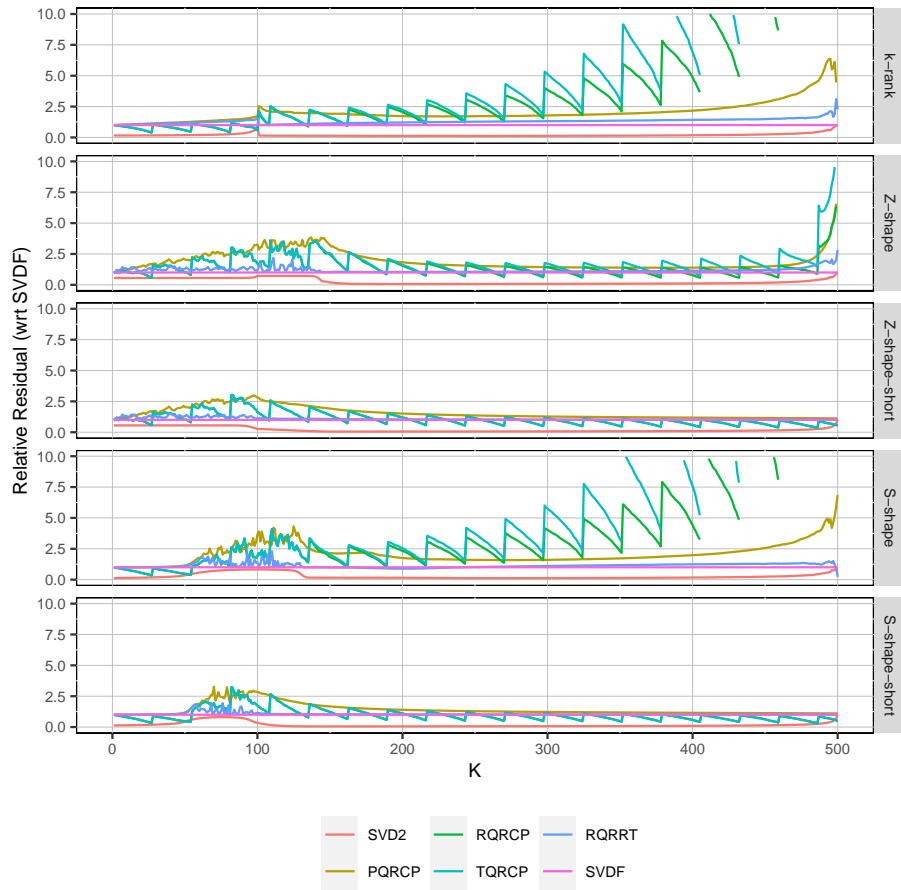 10.0
7.5
5.0
2.5
0.0
k−rank
10.0
7.5
5.0
2.5
0.0
Z−shape
10.0
7.5
5.0
2.5
0.0
Z−shape−short
10.0
7.5
5.0
2.5
0.0
S−shape
10.0
7.5
5.0
2.5
0.0
S−shape−short
Relative Residual (wrt SVDF)
0 100 200 300 400 500
K
SVD2 RQRCP RQRRT
PQRCP TQRCP SVDF